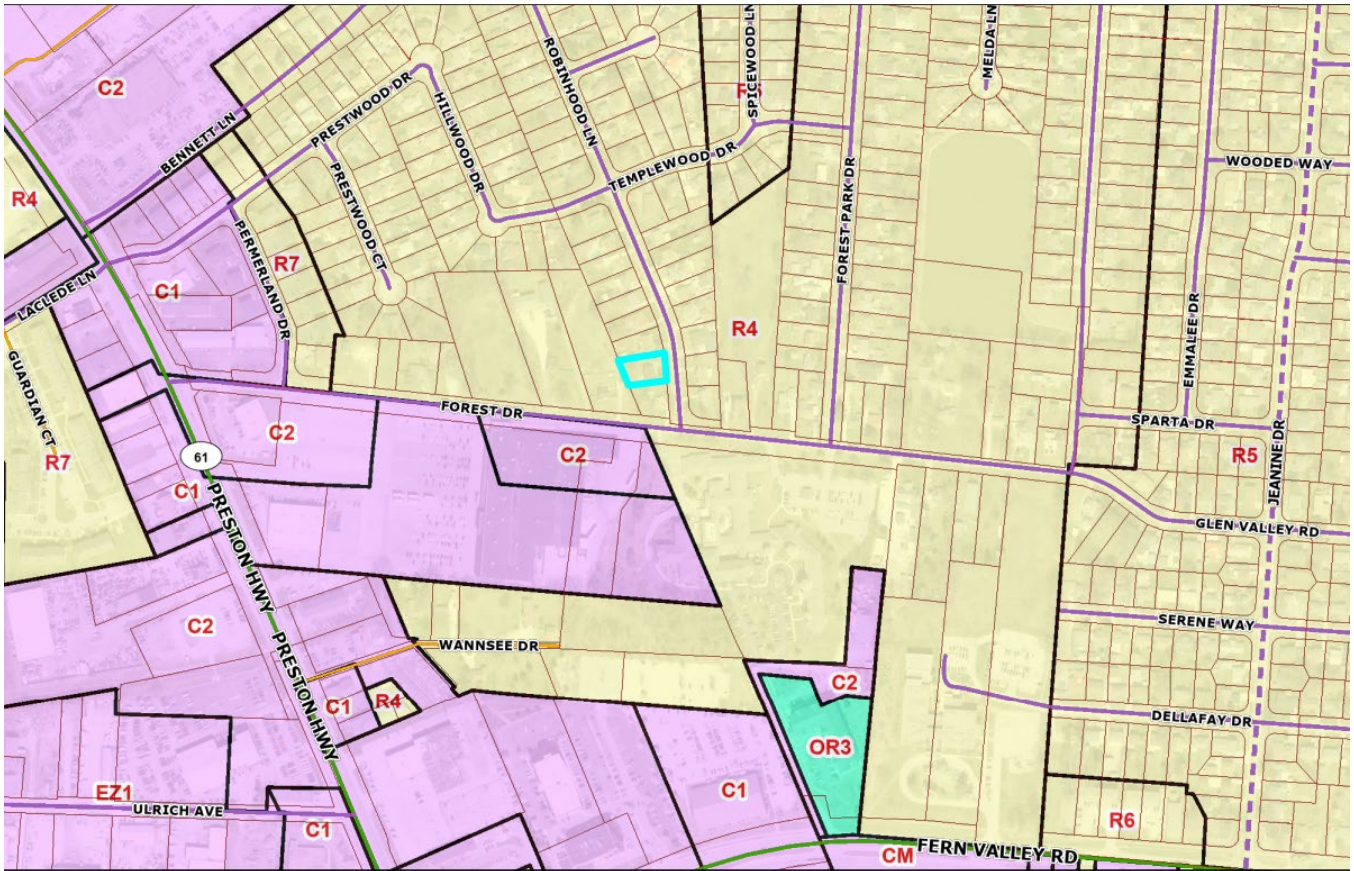 SPICEWOOD LN
MELDA LN
ROBINHOOD LN
C2
PRESTWOOD DR
HILLWOOD DR
BENNETT LN
TEMPLEWOOD DR
WOODED WAY
PRESTWOOD CT
R4
FOREST PARK DR
PERMERLAND DR
R7
LACLEDE LN
C1
EMMALEE DR
R4
GUARDIAN CT
FOREST DR
SPARTA DR
C2
C2
R5
JEANINE DR
61
R7
C1
PRESTON HWY
GLEN VALLEY RD
SERENE WAY
C2
PRESTON HWY
WANNSEE DR
C2
R4
C1
DELLAFAY DR
OR3
EZ1
C1
ULRICH AVE
C1
R6
CM
FERN VALLEY RD